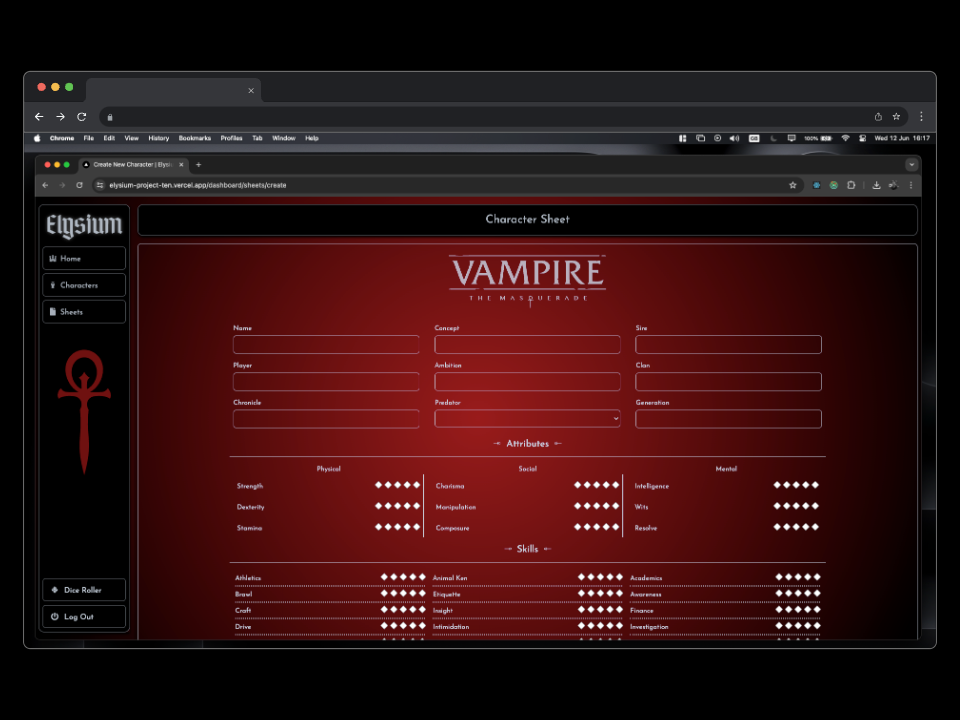 Chrome File Edit View History Bookmarks Profiles Tab Window Help 100% Wed 12 Jun 16:17
Create New Character | Elysi
elysium-project-ten.vercel.app/dashboard/sheets/create
Elysium
Home
Characters
Sheets
Dice Roller
Log Out
Character Sheet
VAMPIRE
THE MASQUERADE
Name Concept Sire
Player Ambition Clan
Chronicle Predator Generation
Attributes
Physical Social Mental
Strength Charisma Intelligence
Dexterity Manipulation Wits
Stamina Composure Resolve
Skills
Athletics Animal Ken Academics
Brawl Etiquette Awareness
Craft Insight Finance
Drive Intimidation Investigation